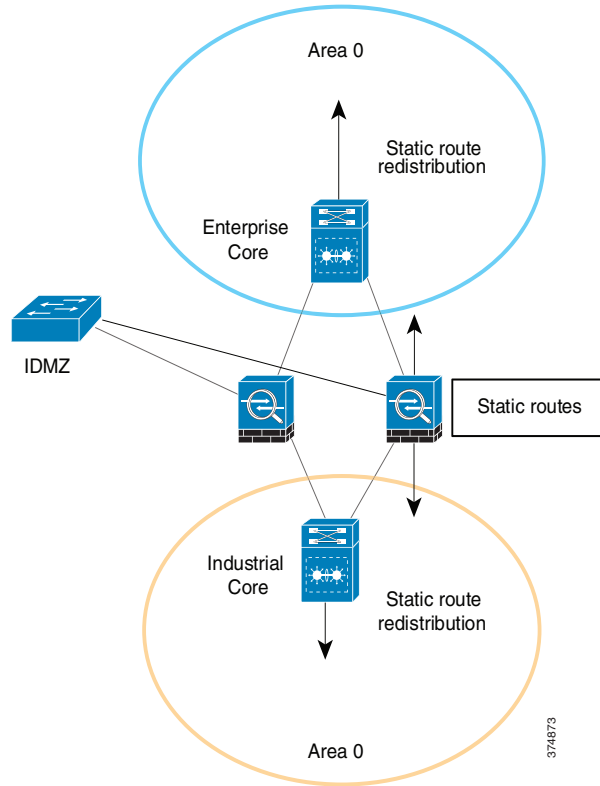 Area 0
Static route
redistribution
Enterprise
Core
IDMZ
Static routes
Industrial
Core
Static route
redistribution
Area 0
374873